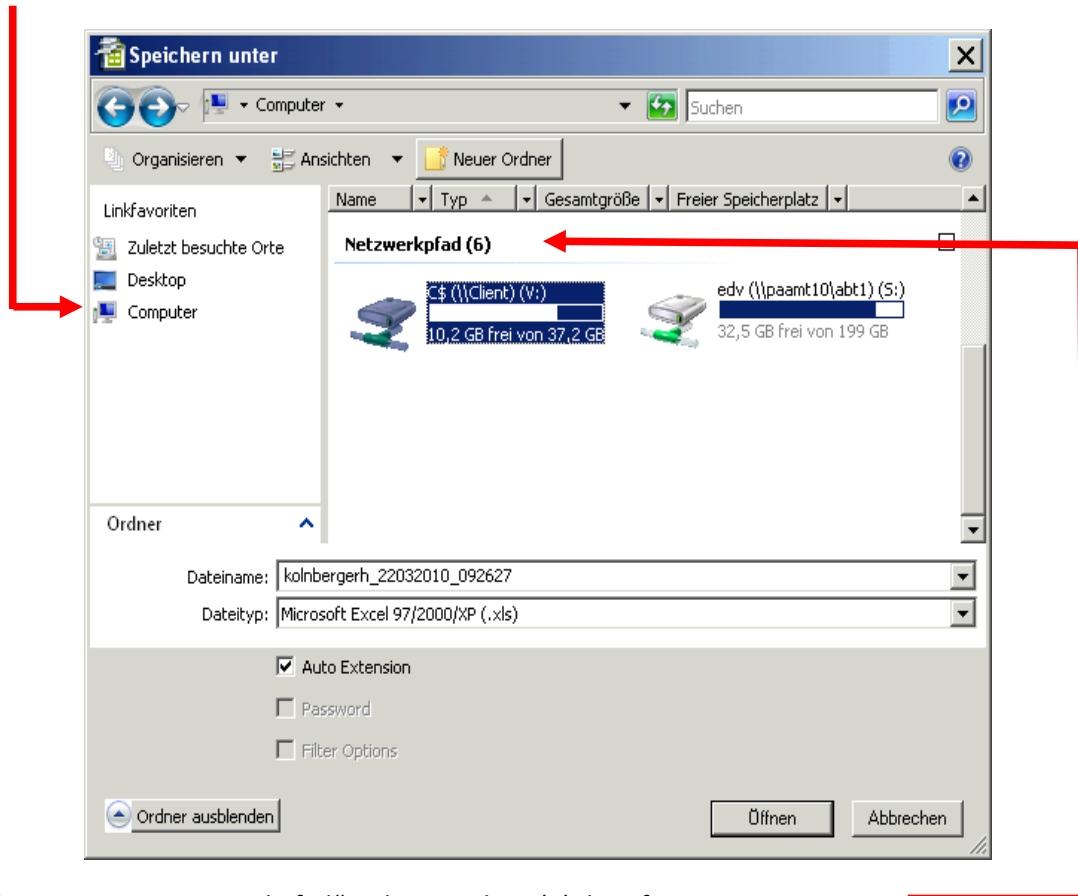 Speichern unter
Computer
Suchen
Organisieren Ansichten Neuer Ordner
Linkfavoriten
Zuletzt besuchte Orte
Desktop
Computer
Ordner
Name Typ Gesamtgröße Freier Speicherplatz
Netzwerkpfad (6)
C$ (\\Client) (V:)
10,2 GB frei von 37,2 GB
edv (\\paamt10\abt1) (S:)
32,5 GB frei von 199 GB
Dateiname: kolnbergerh_22032010_092627
Dateityp: Microsoft Excel 97/2000/XP (.xls)
Auto Extension
Password
Filter Options
Ordner ausblenden
Öffnen Abbrechen